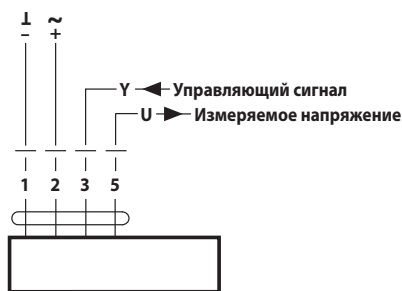 ⊥ ~
– +
Y Управляющий сигнал
U Измеряемое напряжение
1 2 3 5